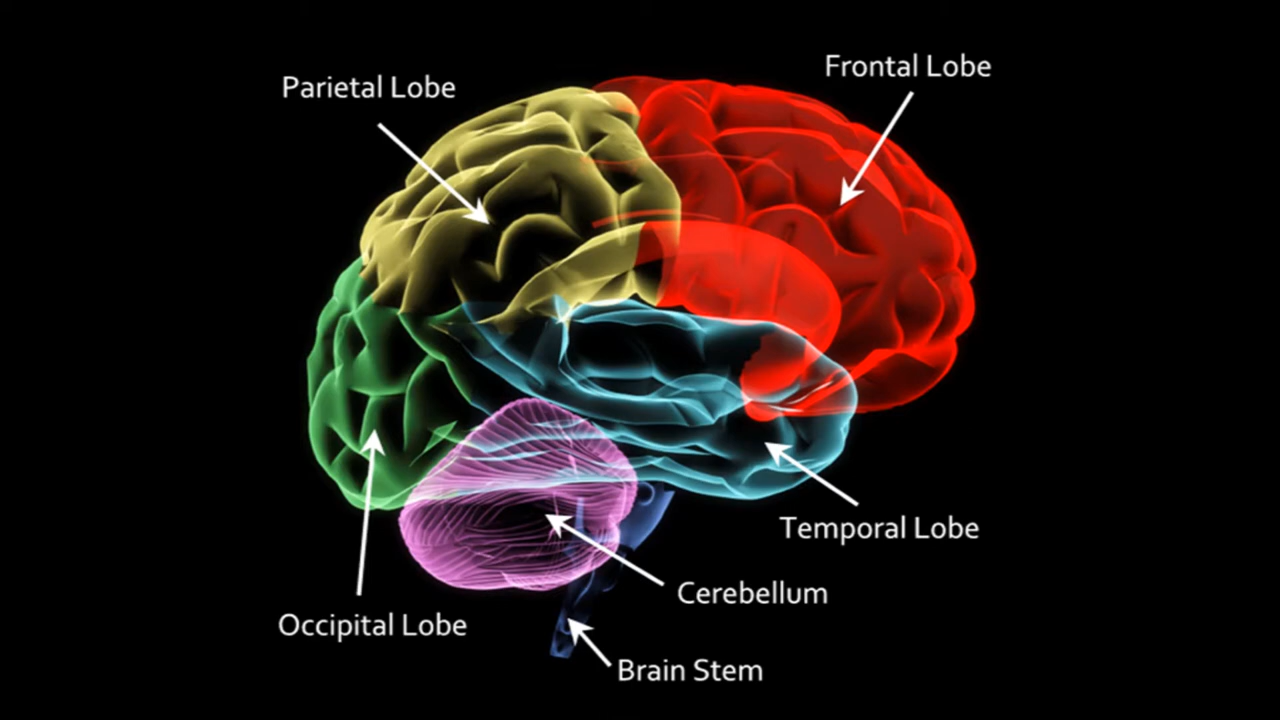 Frontal Lobe
Parietal Lobe
Temporal Lobe
Cerebellum
Occipital Lobe
Brain Stem